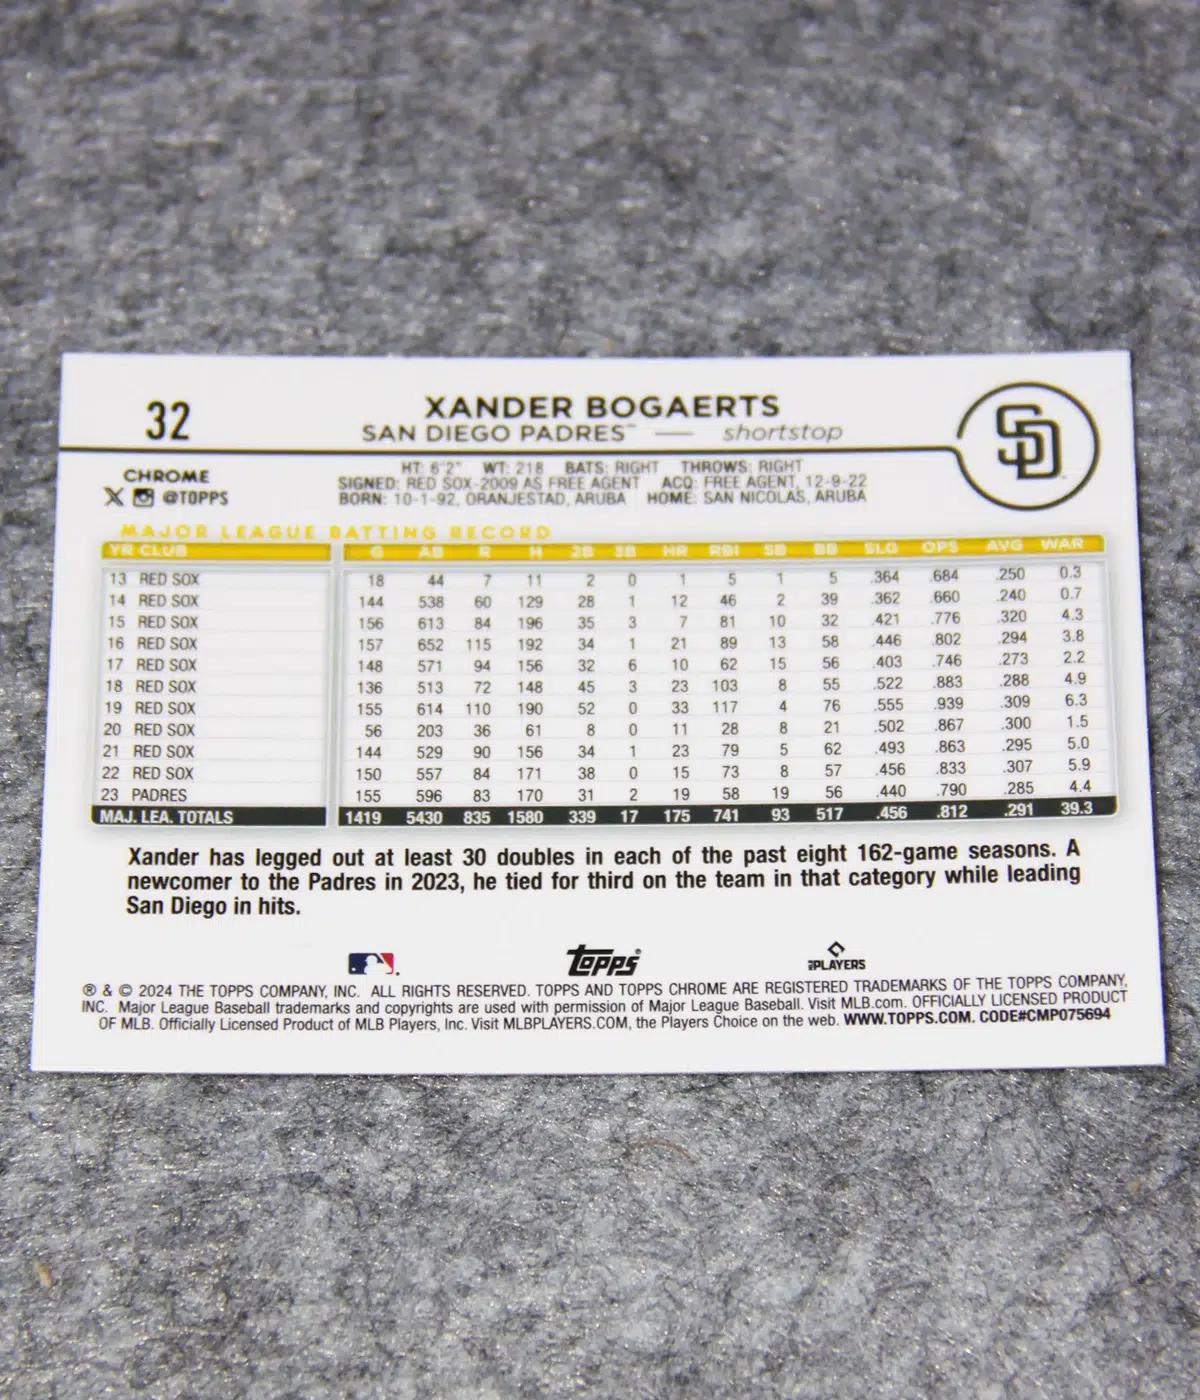 32
XANDER BOGAERTS
SAN DIEGO PADRES™ — shortstop
SD
CHROME
X @TOPPS
HT: 6'2" WT: 218 BATS: RIGHT THROWS: RIGHT
SIGNED: RED SOX-2009 AS FREE AGENT ACQ: FREE AGENT, 12-9-22
BORN: 10-1-92, ORANJESTAD, ARUBA HOME: SAN NICOLAS, ARUBA
MAJOR LEAGUE BATTING RECORD
YR CLUB G AB R H 2B 3B HR RBI SB BB SLG OPS AVG WAR
13 RED SOX 18 44 7 11 2 0 1 5 1 5 .364 .684 .250 0.3
14 RED SOX 144 538 60 129 28 1 12 46 2 39 .362 .660 .240 0.7
15 RED SOX 156 613 84 196 35 3 7 81 10 32 .421 .776 .320 4.3
16 RED SOX 157 652 115 192 34 1 21 89 13 58 .446 .802 .294 3.8
17 RED SOX 148 571 94 156 32 6 10 62 15 56 .403 .746 .273 2.2
18 RED SOX 136 513 72 148 45 3 23 103 8 55 .522 .883 .288 4.9
19 RED SOX 155 614 110 190 52 0 33 117 4 76 .555 .939 .309 6.3
20 RED SOX 56 203 36 61 8 0 11 28 8 21 .502 .867 .300 1.5
21 RED SOX 144 529 90 156 34 1 23 79 5 62 .493 .863 .295 5.0
22 RED SOX 150 557 84 171 38 0 15 73 8 57 .456 .833 .307 5.9
23 PADRES 155 596 83 170 31 2 19 58 19 56 .440 .790 .285 4.4
MAJ. LEA. TOTALS 1419 5430 835 1580 339 17 175 741 93 517 .456 .812 .291 39.3
Xander has legged out at least 30 doubles in each of the past eight 162-game seasons. A
newcomer to the Padres in 2023, he tied for third on the team in that category while leading
San Diego in hits.
Topps®
MLB PLAYERS
® & © 2024 THE TOPPS COMPANY, INC. ALL RIGHTS RESERVED. TOPPS AND TOPPS CHROME ARE REGISTERED TRADEMARKS OF THE TOPPS COMPANY,
INC. Major League Baseball trademarks and copyrights are used with permission of Major League Baseball. Visit MLB.com. OFFICIALLY LICENSED PRODUCT
OF MLB. Officially Licensed Product of MLB Players, Inc. Visit MLBPLAYERS.COM, the Players Choice on the web. WWW.TOPPS.COM. CODE#CMP075694